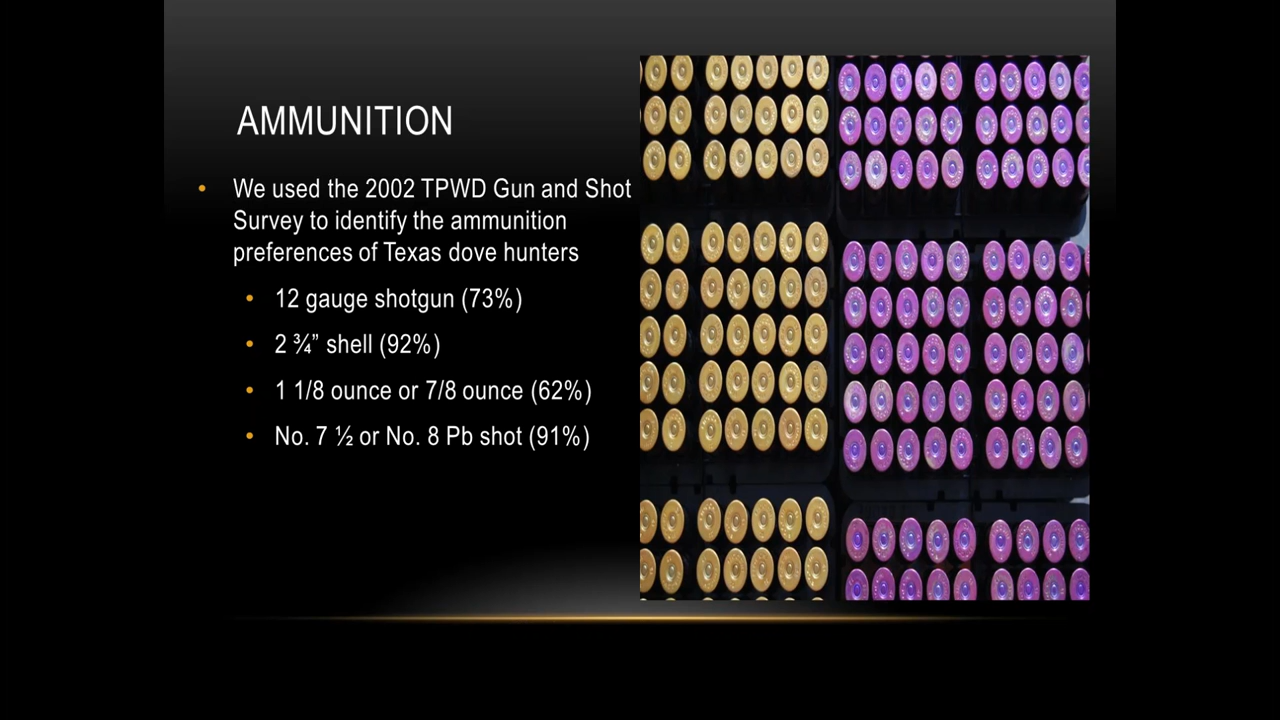 AMMUNITION
• We used the 2002 TPWD Gun and Shot
Survey to identify the ammunition
preferences of Texas dove hunters
• 12 gauge shotgun (73%)
• 2 ¾” shell (92%)
• 1 1/8 ounce or 7/8 ounce (62%)
• No. 7 ½ or No. 8 Pb shot (91%)